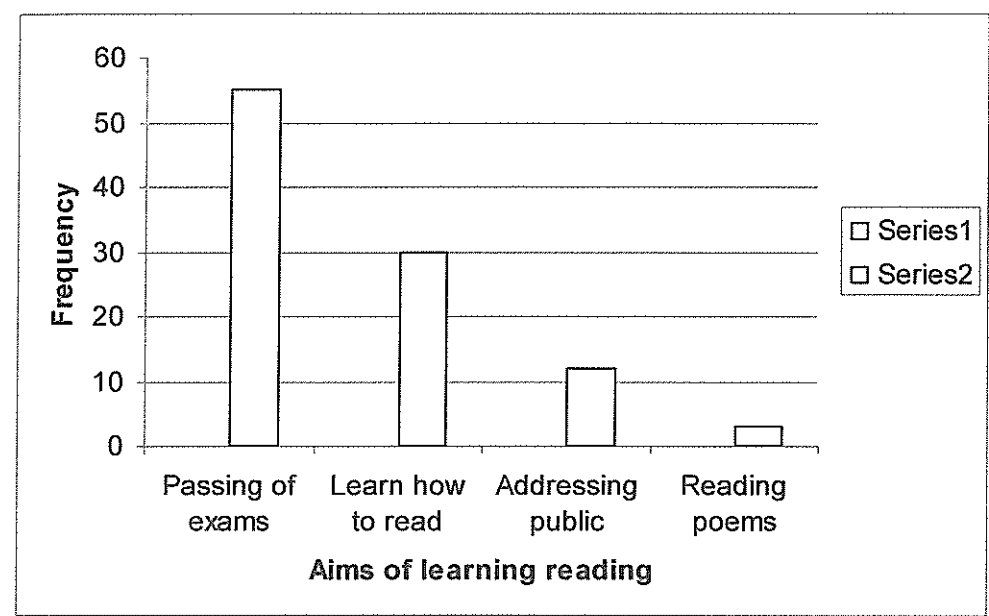 60
50
40
30
20
10
0
Frequency
Passing of
exams
Learn how
to read
Addressing
public
Reading
poems
Aims of learning reading
Series1
Series2